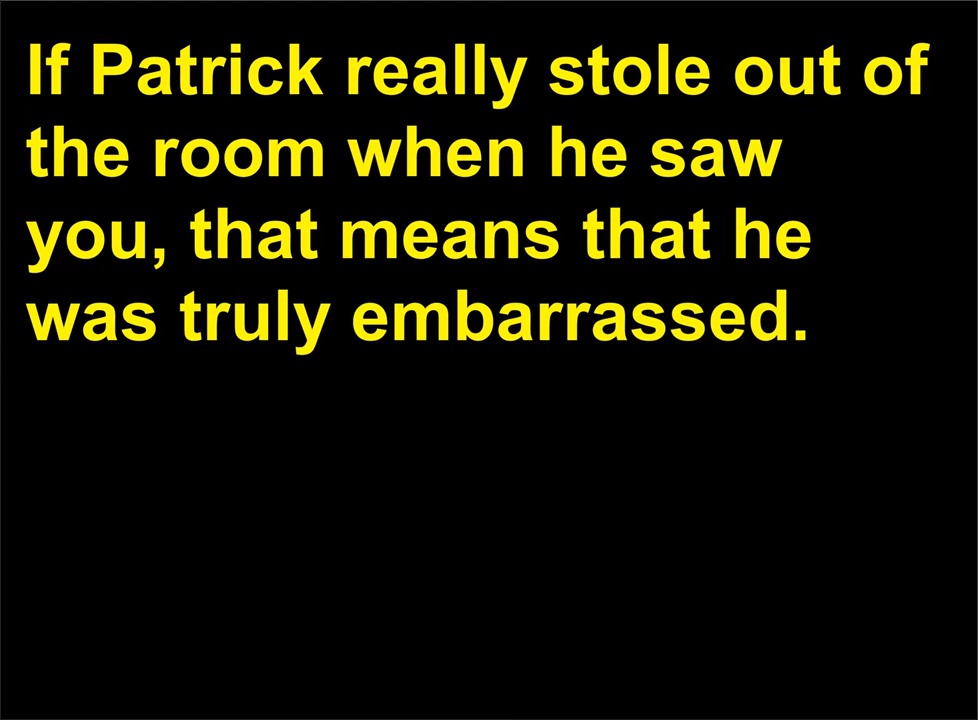 If Patrick really stole out of
the room when he saw
you, that means that he
was truly embarrassed.